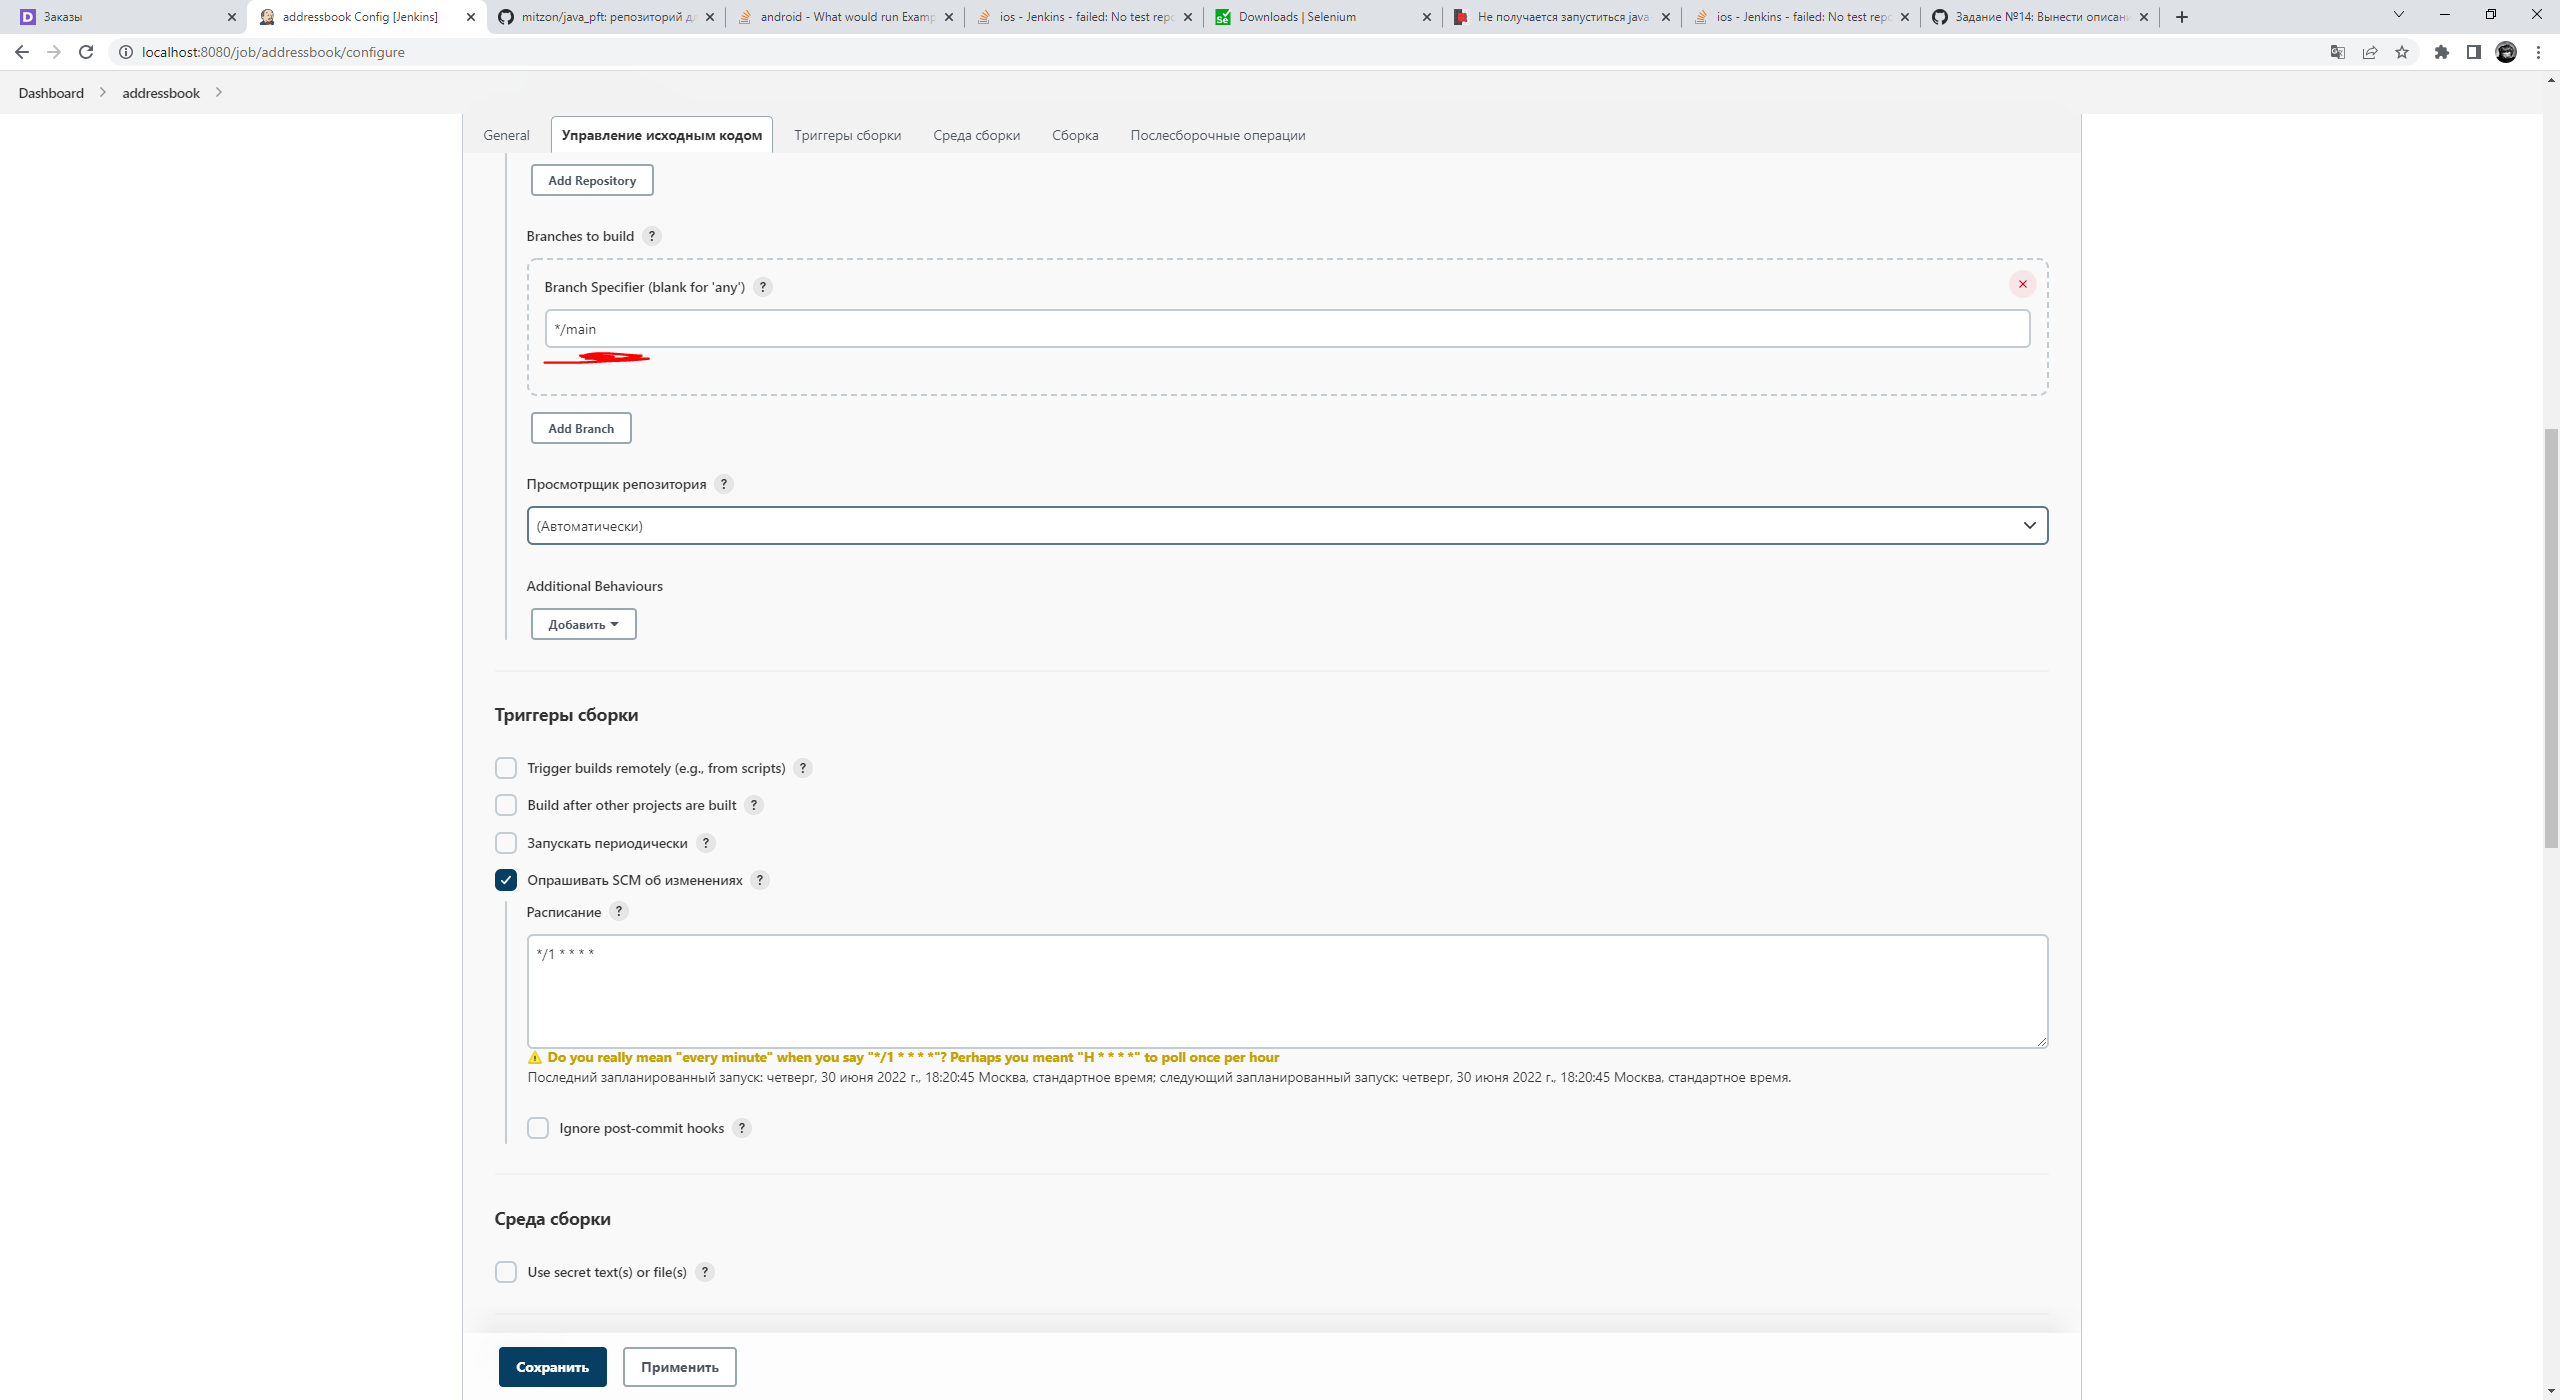 Заказы
addressbook Config [Jenkins]
mitzon/java_pft: репозиторий дл
android - What would run Examp
ios - Jenkins - failed: No test repo
Downloads | Selenium
Не получается запуститься java-
ios - Jenkins - failed: No test repo
Задание №14: Вынести описани
localhost:8080/job/addressbook/configure
Dashboard
addressbook
General
Управление исходным кодом
Триггеры сборки
Среда сборки
Сборка
Послесборочные операции
Add Repository
Branches to build ?
Branch Specifier (blank for 'any') ?
*/main
Add Branch
Просмотрщик репозитория ?
(Автоматически)
Additional Behaviours
Добавить
Триггеры сборки
Trigger builds remotely (e.g., from scripts) ?
Build after other projects are built ?
Запускать периодически ?
Опрашивать SCM об изменениях ?
Расписание ?
*/1 * * * *
Do you really mean "every minute" when you say "*/1 * * * *"? Perhaps you meant "H * * * *" to poll once per hour
Последний запланированный запуск: четверг, 30 июня 2022 г., 18:20:45 Москва, стандартное время; следующий запланированный запуск: четверг, 30 июня 2022 г., 18:20:45 Москва, стандартное время.
Ignore post-commit hooks ?
Среда сборки
Use secret text(s) or file(s) ?
Сохранить
Применить